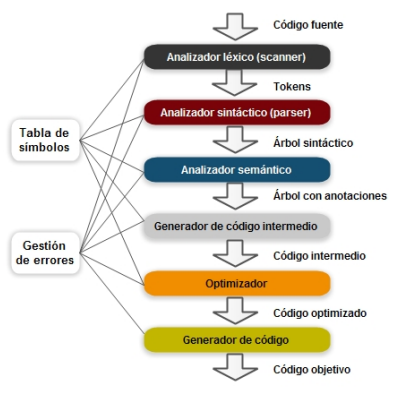 Código fuente
Analizador léxico (scanner)
Tokens
Analizador sintáctico (parser)
Árbol sintáctico
Tabla de
símbolos
Analizador semántico
Árbol con anotaciones
Generador de código intermedio
Gestión
de errores
Código intermedio
Optimizador
Código optimizado
Generador de código
Código objetivo